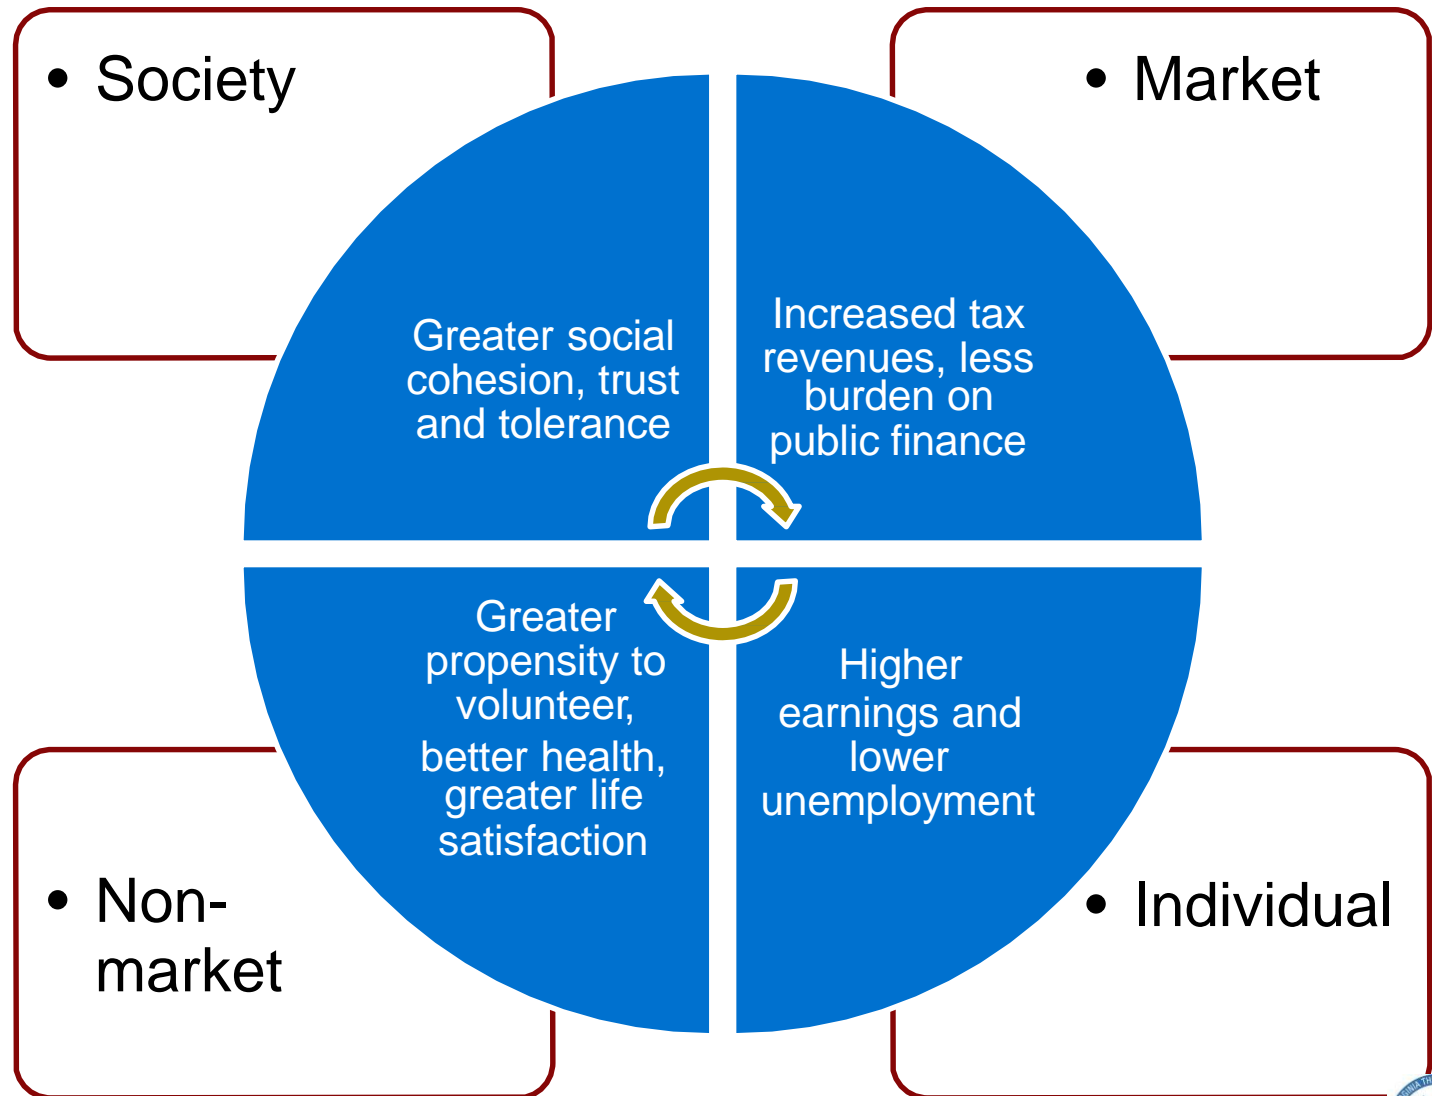 • Society
• Market
Greater social
cohesion, trust
and tolerance
Increased tax
revenues, less
burden on
public finance
Greater
propensity to
volunteer,
better health,
greater life
satisfaction
Higher
earnings and
lower
unemployment
• Non-
market
• Individual